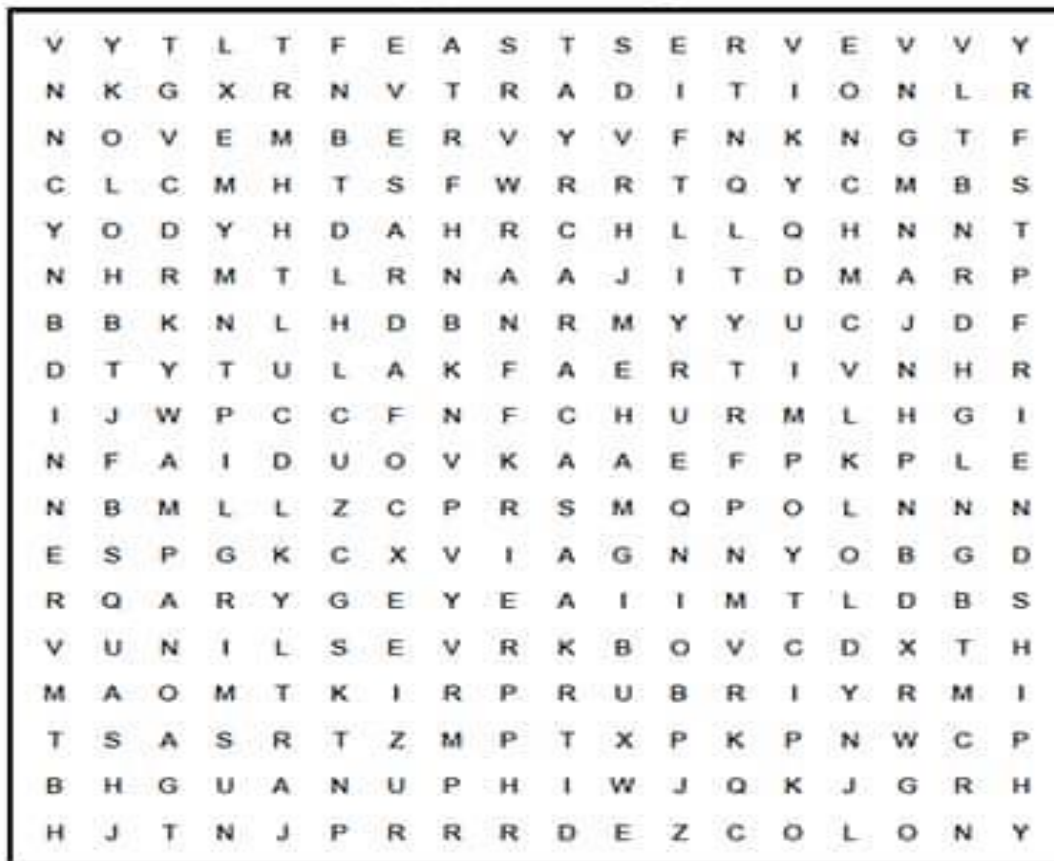 V Y T L T F E A S T S E R V E V V Y
N K G X R N V T R A D I T I O N L R
N O V E M B E R V Y V F N K N G T F
C L C M H T S F W R R T Q Y C M B S
Y O D Y H D A H R C H L L Q H N N T
N H R M T L R N A A J I T D M A R P
B B K N L H D B N R M Y Y U C J D F
D T Y T U L A K F A E R T I V N H R
I J W P C C F N F C H U R M L H G I
N F A I D U O V K A A E F P K P L E
N B M L L Z C P R S M Q P O L N N N
E S P G K C X V I A G N N Y O B G D
R Q A R Y G E Y E A I I M T L D B S
V U N I L S E V R K B O V C D X T H
M A O M T K I R P R U B R I Y R M I
T S A S R T Z M P T X P K P N W C P
B H G U A N U P H I W J Q K J G R H
H J T N J P R R R D E Z C O L O N Y